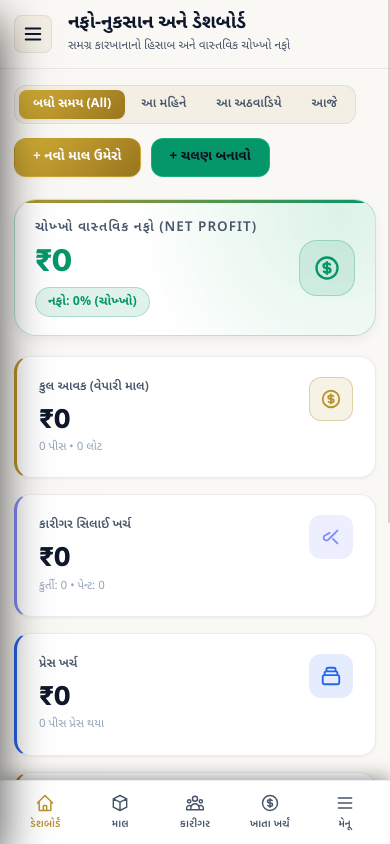 નફો-નુકસાન અને ડેશબોર્ડ
સમગ્ર કારખાનાનો હિસાબ અને વાસ્તવિક ચોખ્ખો નફો
બધો સમય (All)
આ મહિને
આ અઠવાડિયે
આજે
+ નવો માલ ઉમેરો
+ ચલણ બનાવો
ચોખ્ખો વાસ્તવિક નફો (NET PROFIT)
₹0
નફો: 0% (ચોખ્ખો)
કુલ આવક (વેપારી માલ)
₹0
0 પીસ • 0 લોટ
કારીગર સિલાઈ ખર્ચ
₹0
કુર્તી: 0 • પેન્ટ: 0
પ્રેસ ખર્ચ
₹0
0 પીસ પ્રેસ થયા
ડેશબોર્ડ
માલ
કારીગર
ખાતા ખર્ચ
મેનૂ